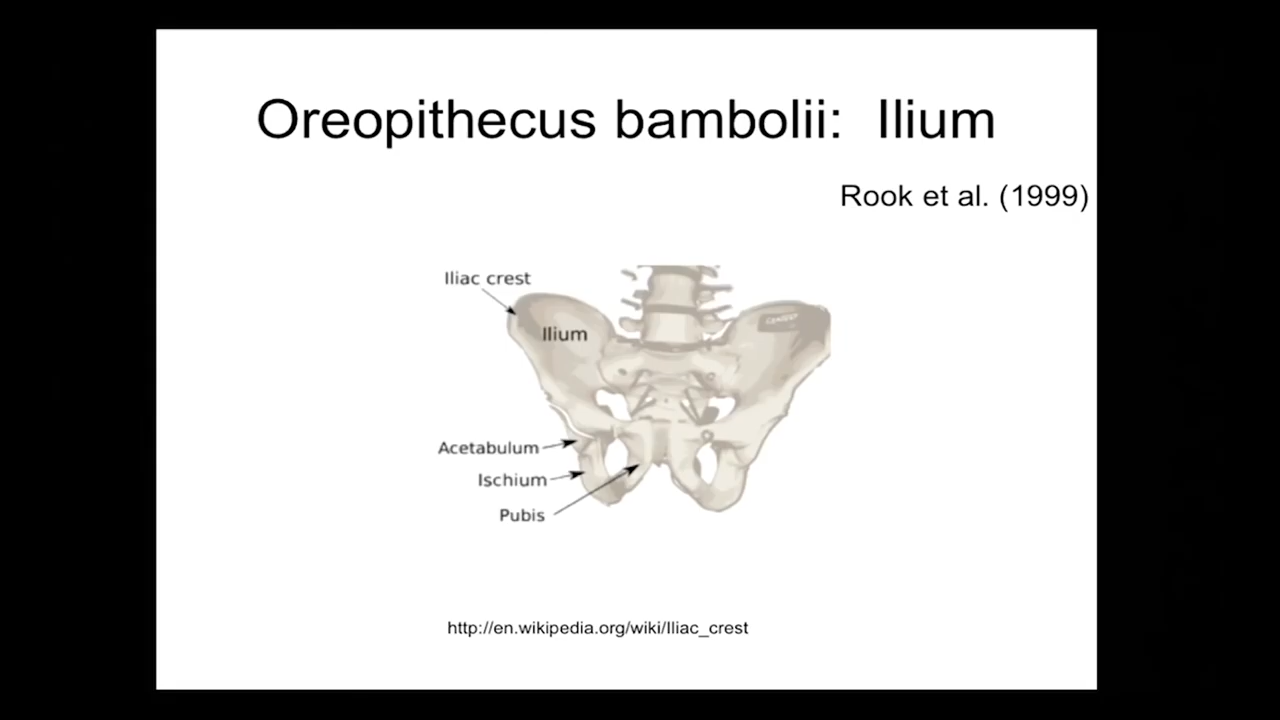 Oreopithecus bambolii:  Ilium
Rook et al. (1999)
Iliac crest
Ilium
Acetabulum
Ischium
Pubis
http://en.wikipedia.org/wiki/Iliac_crest